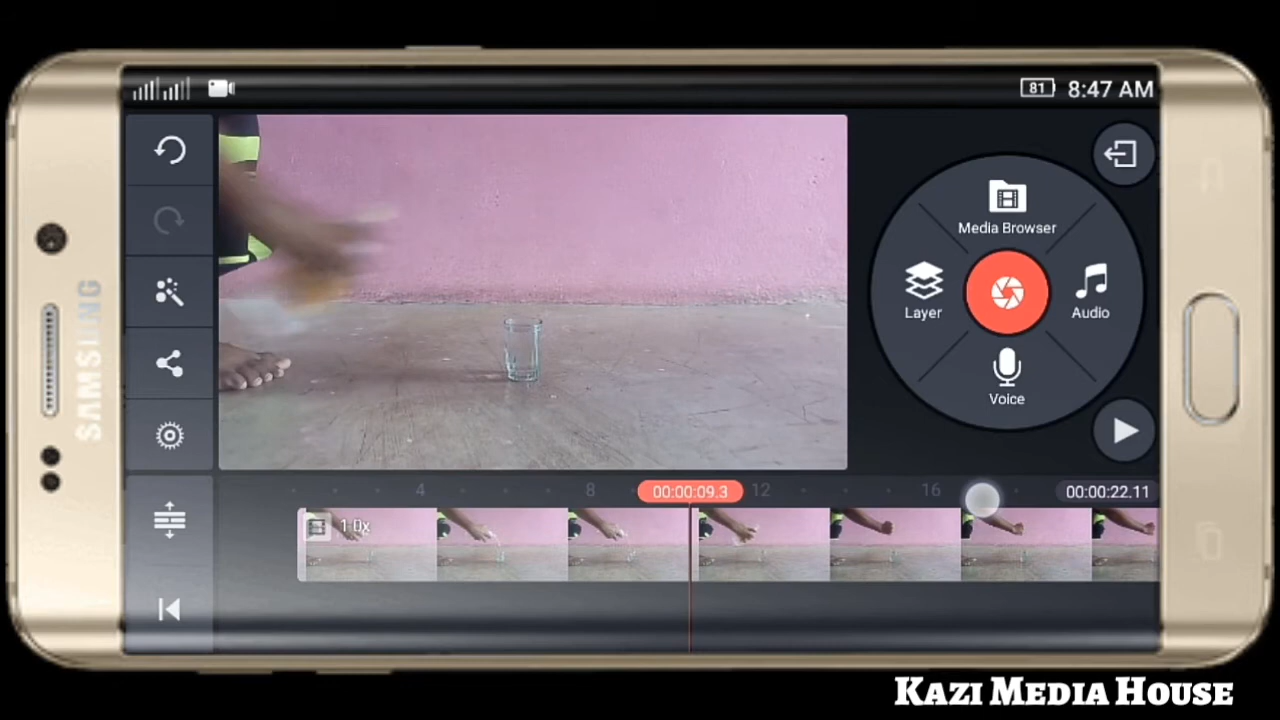 81 8:47 AM
SAMSUNG
Media Browser
Layer
Audio
Voice
4 8 00:00:09.3 12 16 00:00:22.11
1.0x
KAZI MEDIA HOUSE